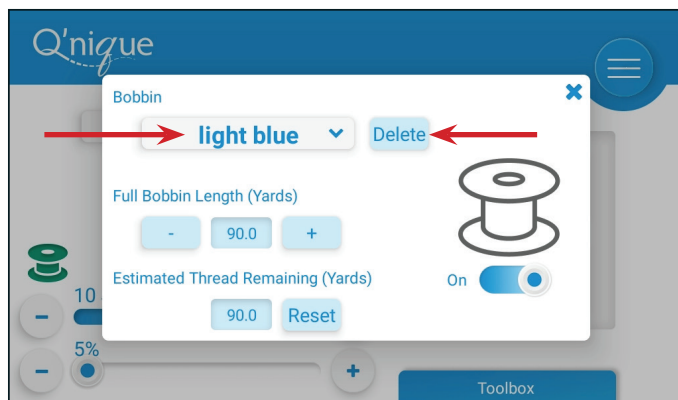 Q'nique
Bobbin
light blue
Delete
Full Bobbin Length (Yards)
- 90.0 +
Estimated Thread Remaining (Yards)
On
90.0 Reset
10
-
5%
- +
Toolbox